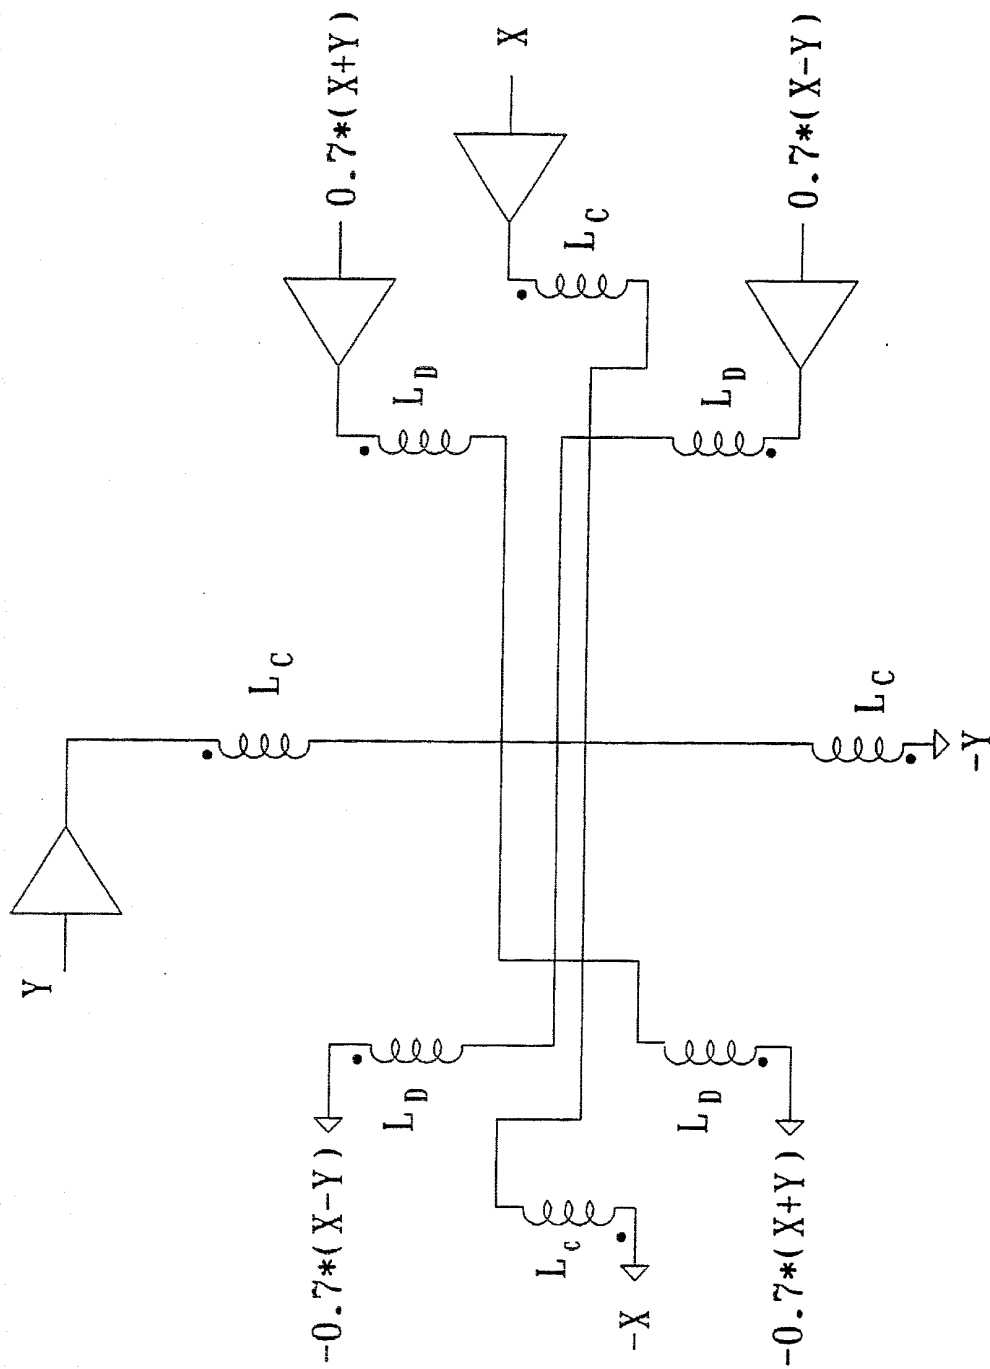 0.7*(X+Y)
X
0.7*(X-Y)
L_D
L_C
L_D
L_C
L_C
Y
-Y
L_D
L_C
L_D
-0.7*(X-Y)
-X
-0.7*(X+Y)